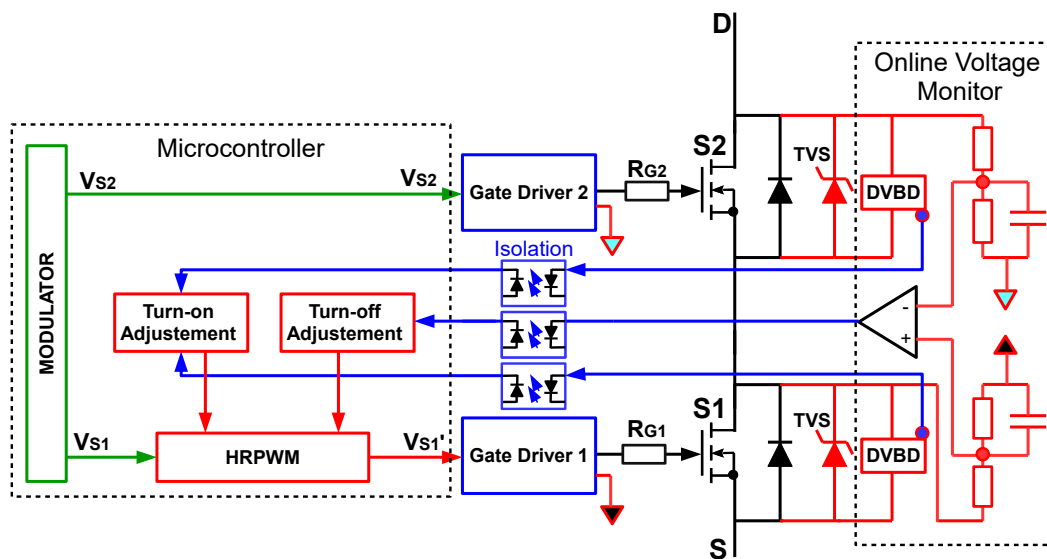 D
Online Voltage
Monitor
Microcontroller
S2
TVS
DVBD
VS2
VS2
Gate Driver 2
RG2
Isolation
MODULATOR
Turn-on
Adjustement
Turn-off
Adjustement
-
+
S1
TVS
DVBD
VS1
HRPWM
VS1'
Gate Driver 1
RG1
S